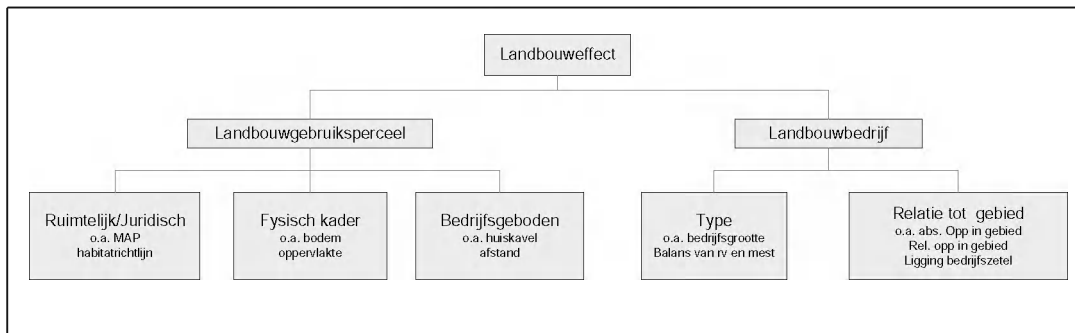 Landbouweffect
Landbouwgebruiksperceel
Landbouwbedrijf
Ruimtelijk/Juridisch
o.a. MAP
habitatrichtlijn
Fysisch kader
o.a. bodem
oppervlakte
Bedrijfsgeboden
o.a. huiskavel
afstand
Type
o.a. bedrijfsgrootte
Balans van rv en mest
Relatie tot gebied
o.a. abs. Opp in gebied
Rel. opp in gebied
Ligging bedrijfszetel